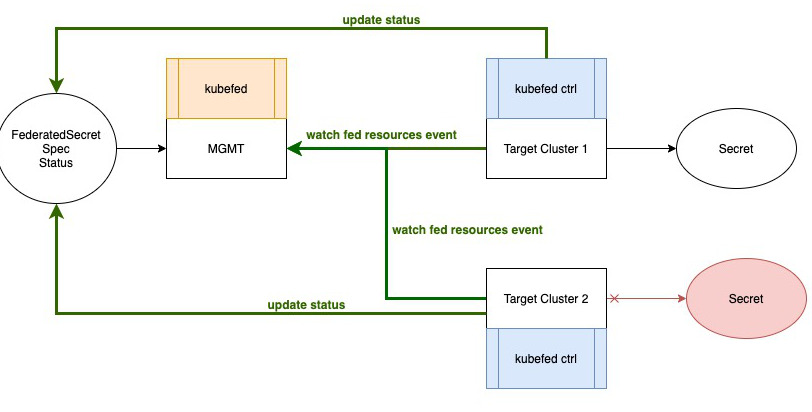 update status
kubefed
kubefed ctrl
FederatedSecret
Spec
Status
MGMT
watch fed resources event
Target Cluster 1
Secret
watch fed resources event
Target Cluster 2
Secret
update status
kubefed ctrl